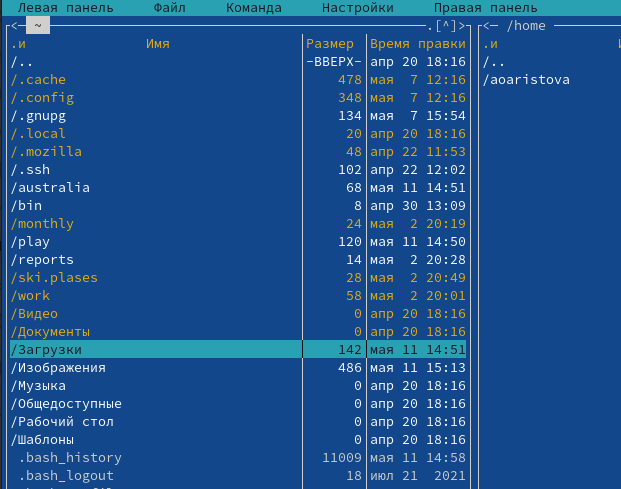 Левая панель Файл Команда Настройки Правая панель
<─ ~ .[^]> <─ /home
.и Имя Размер Время правки .и
/.. -ВВЕРХ- апр 20 18:16 /..
/.cache 478 мая 7 12:16 /aoaristova
/.config 348 мая 7 12:16
/.gnupg 134 мая 7 15:54
/.local 20 апр 20 18:16
/.mozilla 48 апр 22 11:53
/.ssh 102 апр 22 12:02
/australia 68 мая 11 14:51
/bin 8 апр 30 13:09
/monthly 24 мая 2 20:19
/play 120 мая 11 14:50
/reports 14 мая 2 20:28
/ski.plases 28 мая 2 20:49
/work 58 мая 2 20:01
/Видео 0 апр 20 18:16
/Документы 0 апр 20 18:16
/Загрузки 142 мая 11 14:51
/Изображения 486 мая 11 15:13
/Музыка 0 апр 20 18:16
/Общедоступные 0 апр 20 18:16
/Рабочий стол 0 апр 20 18:16
/Шаблоны 0 апр 20 18:16
.bash_history 11009 мая 11 14:58
.bash_logout 18 июл 21 2021